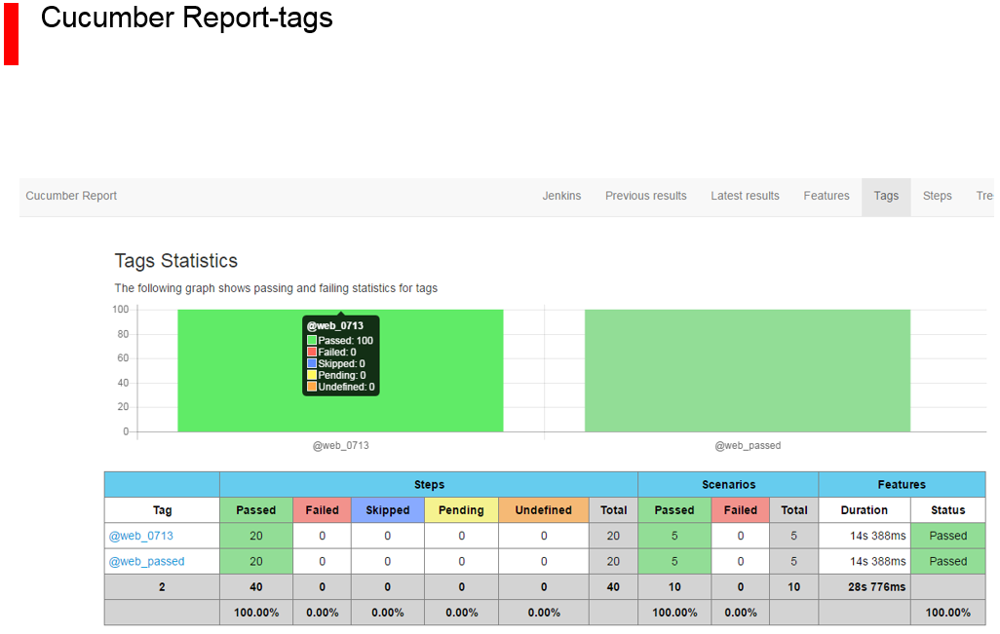 Cucumber Report-tags
Cucumber Report Jenkins Previous results Latest results Features Tags Steps Tre
Tags Statistics
The following graph shows passing and failing statistics for tags
100
80
60
40
20
0
@web_0713
Passed: 100
Failed: 0
Skipped: 0
Pending: 0
Undefined: 0
@web_0713 @web_passed
Steps Scenarios Features
Tag Passed Failed Skipped Pending Undefined Total Passed Failed Total Duration Status
@web_0713 20 0 0 0 0 20 5 0 5 14s 388ms Passed
@web_passed 20 0 0 0 0 20 5 0 5 14s 388ms Passed
2 40 0 0 0 0 40 10 0 10 28s 776ms
100.00% 0.00% 0.00% 0.00% 0.00% 100.00% 0.00% 100.00%